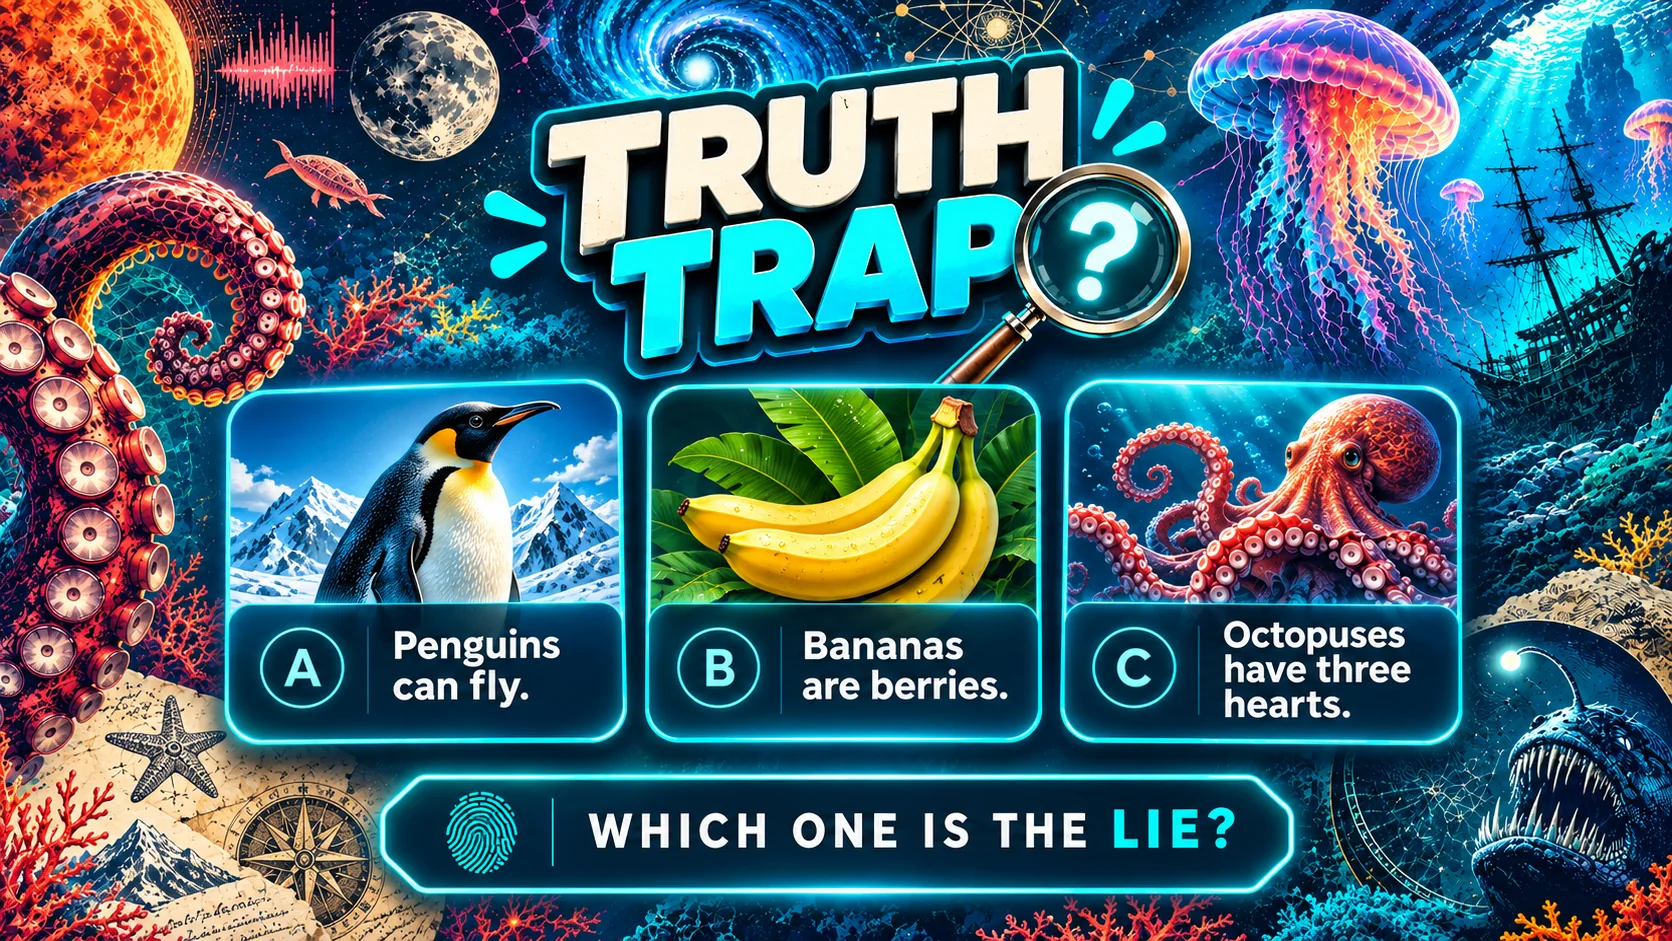 TRUTH
TRAP?
A
Penguins
can fly.
B
Bananas
are berries.
C
Octopuses
have three
hearts.
WHICH ONE IS THE LIE?